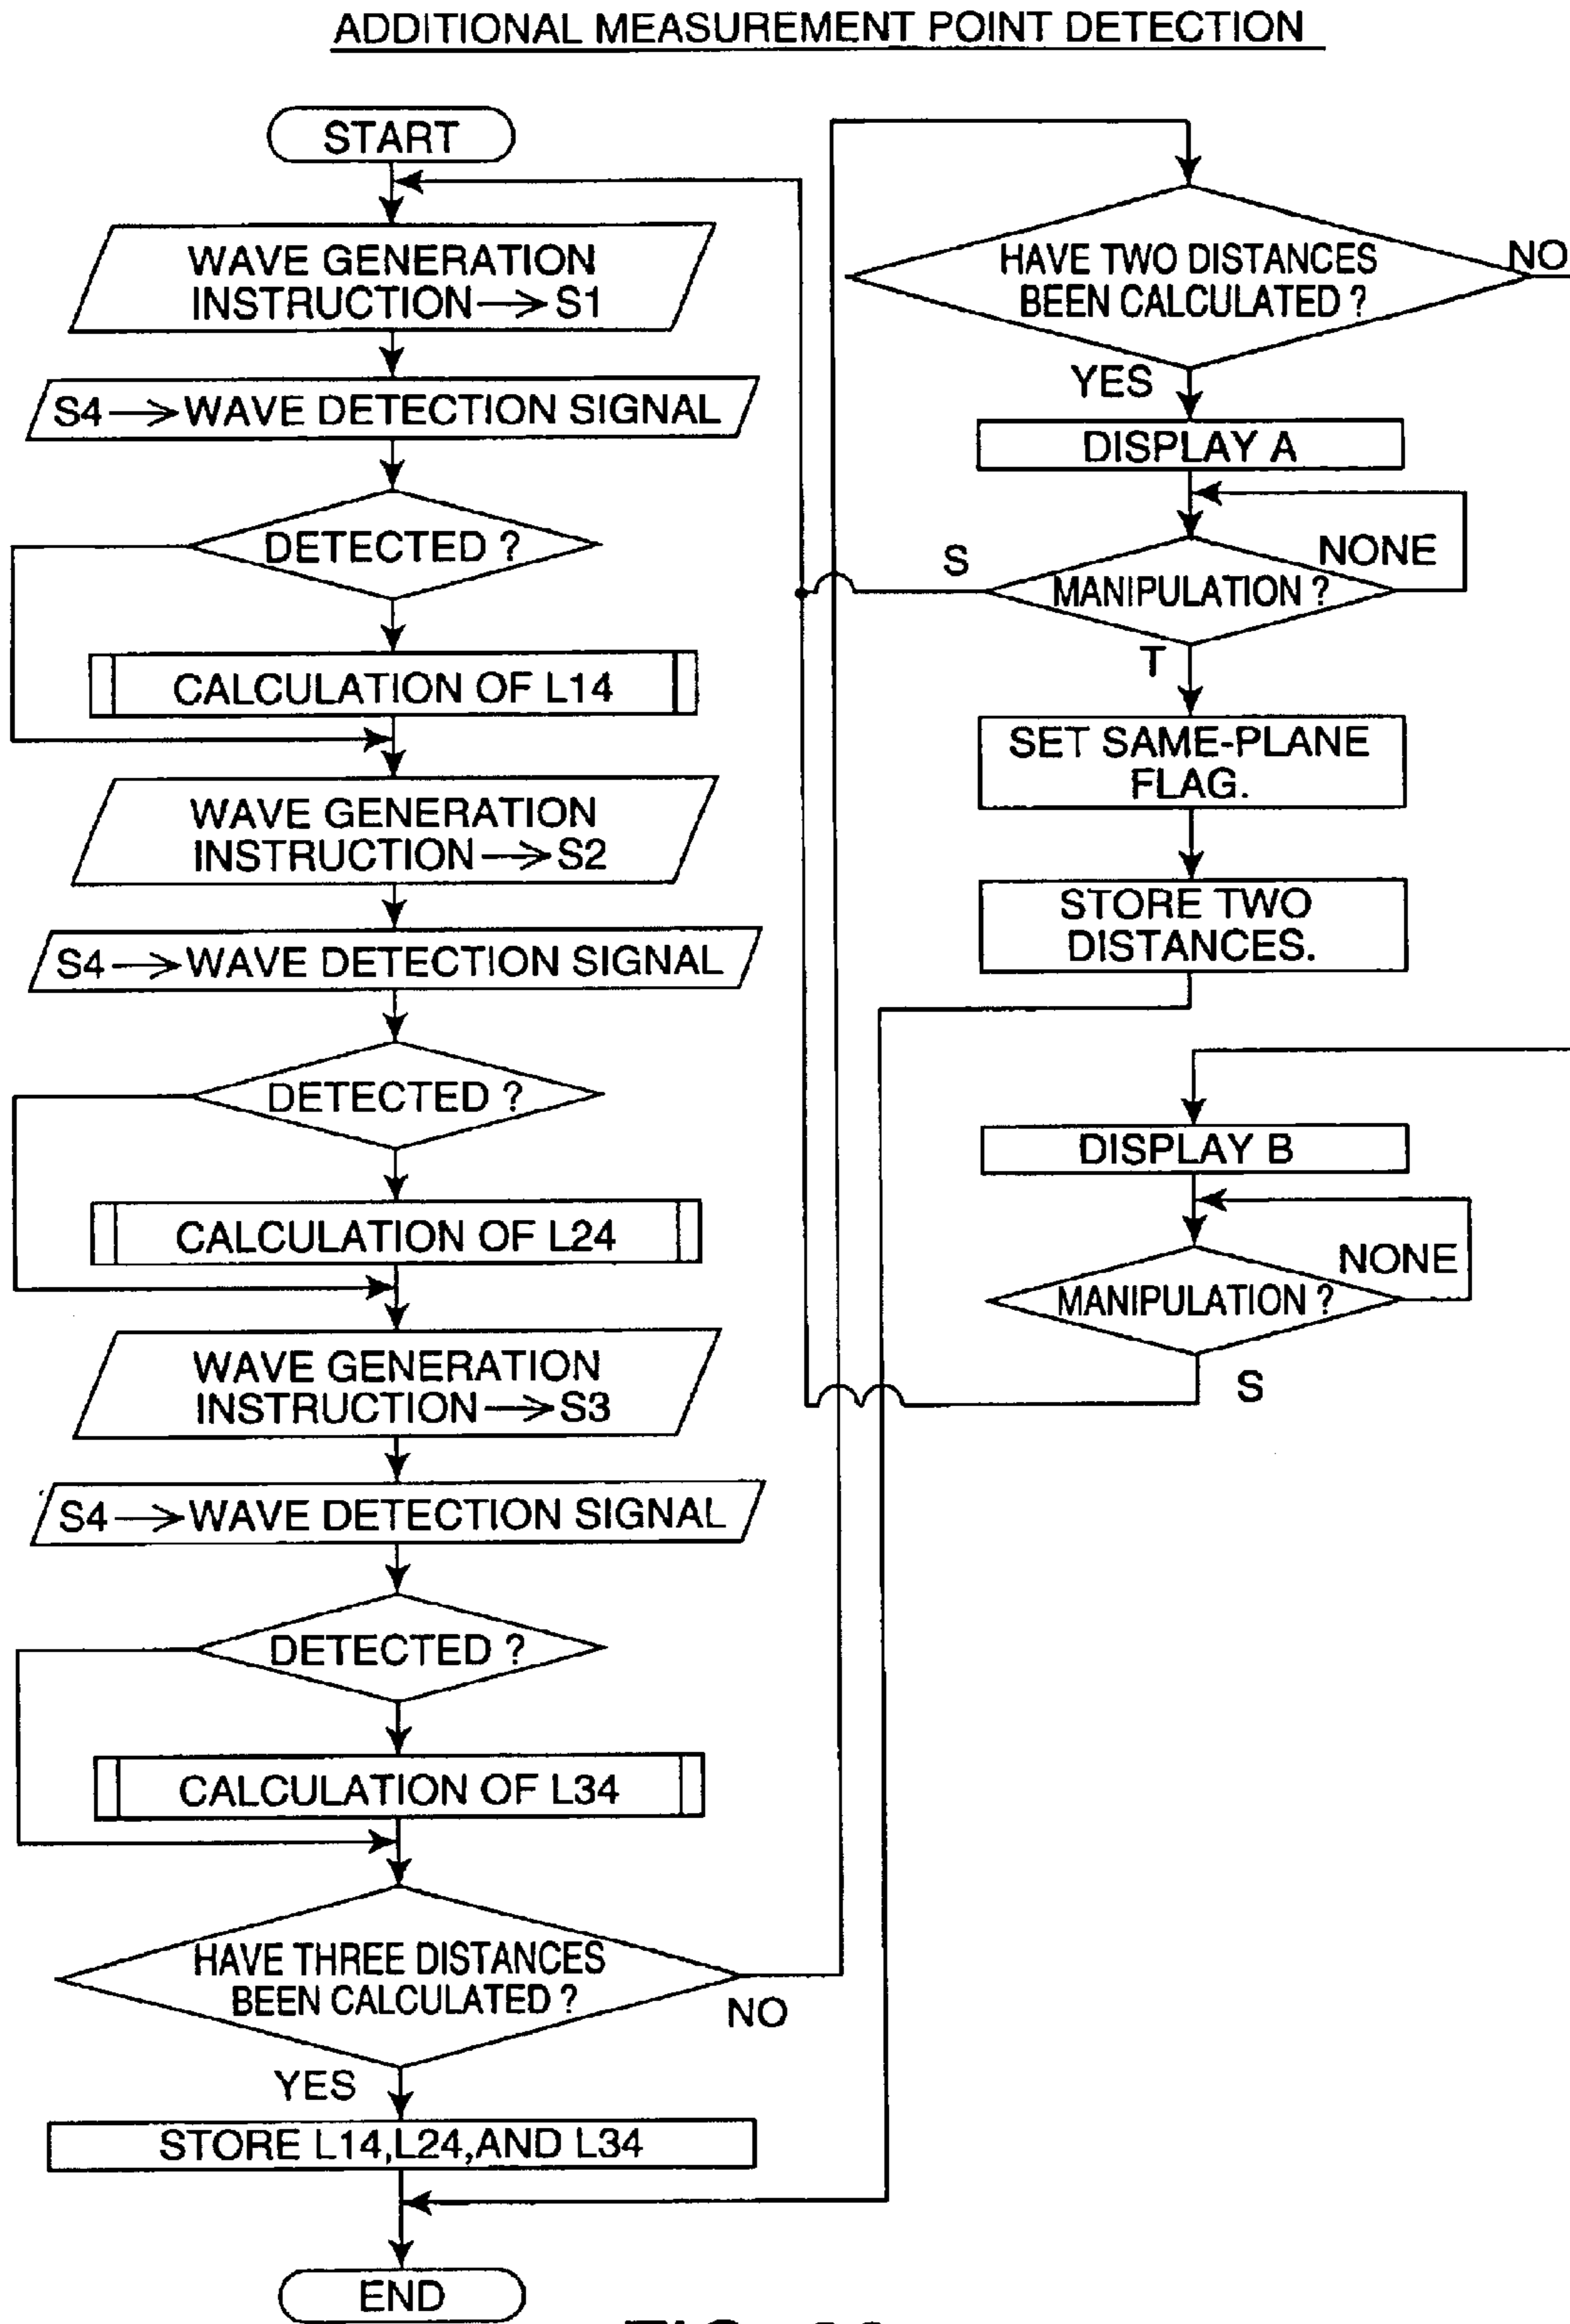 ADDITIONAL MEASUREMENT POINT DETECTION
START
WAVE GENERATION
INSTRUCTION → S1
S4 → WAVE DETECTION SIGNAL
DETECTED ?
CALCULATION OF L14
WAVE GENERATION
INSTRUCTION → S2
S4 → WAVE DETECTION SIGNAL
DETECTED ?
CALCULATION OF L24
WAVE GENERATION
INSTRUCTION → S3
S4 → WAVE DETECTION SIGNAL
DETECTED ?
CALCULATION OF L34
HAVE THREE DISTANCES
BEEN CALCULATED ?
NO
YES
STORE L14,L24,AND L34
END
HAVE TWO DISTANCES
BEEN CALCULATED ?
NO
YES
DISPLAY A
NONE
S
MANIPULATION ?
T
SET SAME-PLANE
FLAG.
STORE TWO
DISTANCES.
DISPLAY B
NONE
MANIPULATION ?
S